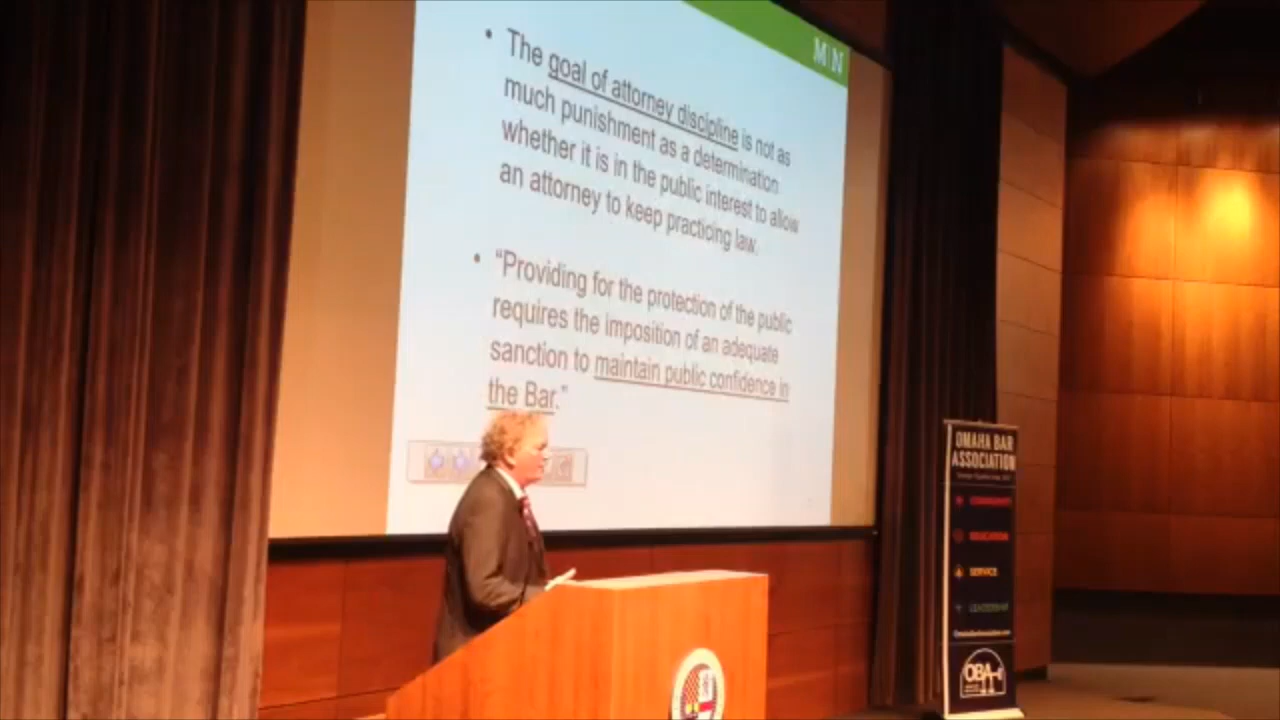 M N
• The goal of attorney discipline is not as
much punishment as a determination
whether it is in the public interest to allow
an attorney to keep practicing law.
• “Providing for the protection of the public
requires the imposition of an adequate
sanction to maintain public confidence in
the Bar.”
OMAHA BAR
ASSOCIATION
COMMUNITY
EDUCATION
SERVICE
LEADERSHIP
OBA